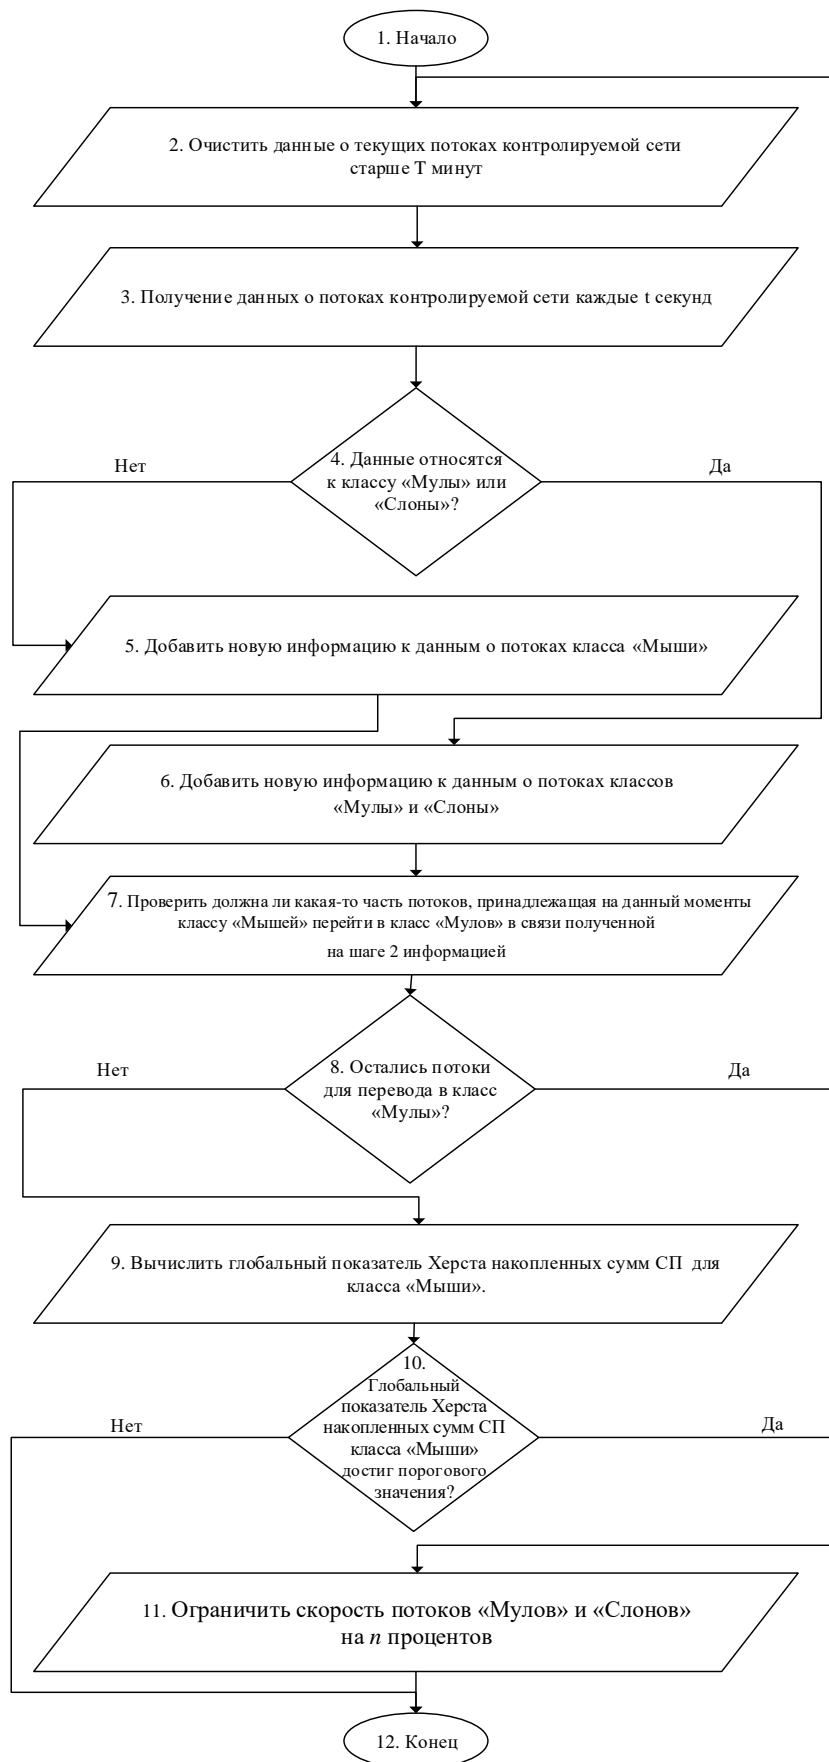 1. Начало
2. Очистить данные о текущих потоках контролируемой сети
старше T минут
3. Получение данных о потоках контролируемой сети каждые t секунд
Нет
4. Данные относятся
к классу «Мулы» или
«Слоны»?
Да
5. Добавить новую информацию к данным о потоках класса «Мыши»
6. Добавить новую информацию к данным о потоках классов
«Мулы» и «Слоны»
7. Проверить должна ли какая-то часть потоков, принадлежащая на данный моменты
классу «Мышей» перейти в класс «Мулов» в связи полученной
на шаге 2 информацией
Нет
8. Остались потоки
для перевода в класс
«Мулы»?
Да
9. Вычислить глобальный показатель Херста накопленных сумм СП для
класса «Мыши».
Нет
10.
Глобальный
показатель Херста
накопленных сумм СП
класса «Мыши»
достиг порогового
значения?
Да
11. Ограничить скорость потоков «Мулов» и «Слонов»
на n процентов
12. Конец